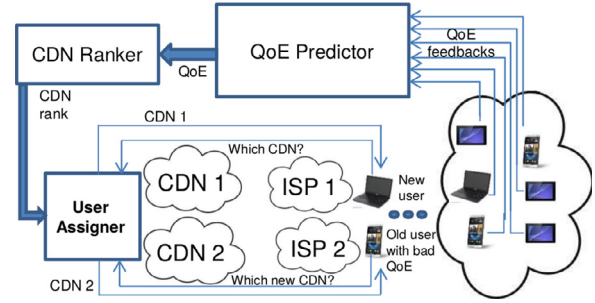 CDN Ranker
QoE
QoE Predictor
QoE
feedbacks
CDN
rank
CDN 1
Which CDN?
CDN 1
ISP 1
New
user
User
Assigner
CDN 2
ISP 2
Old user
with bad
QoE
Which new CDN?
CDN 2